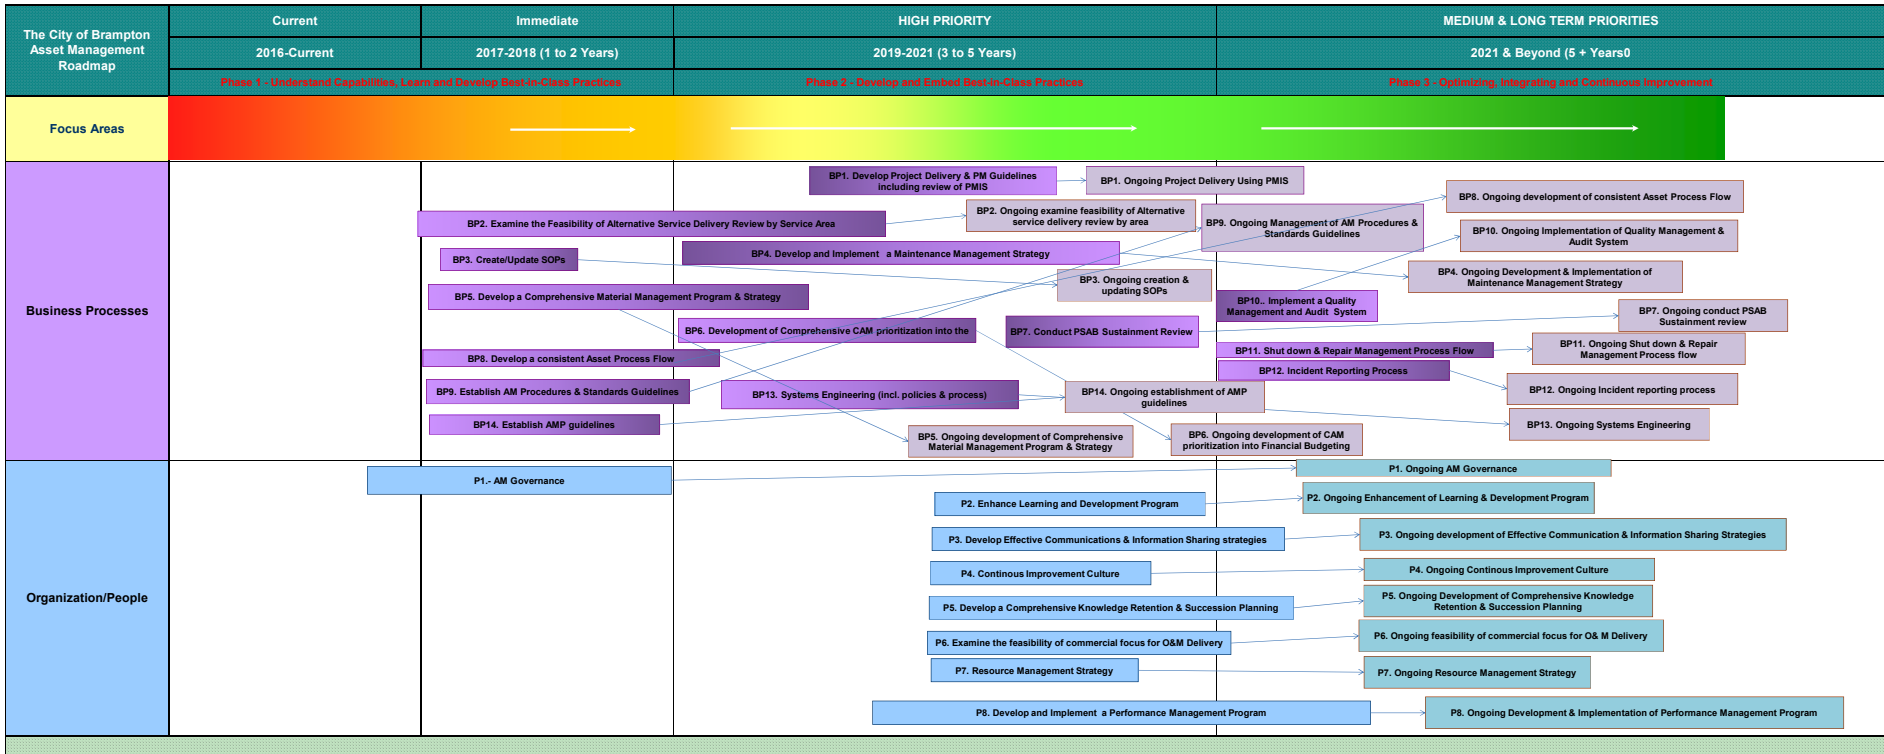 The City of Brampton
Asset Management
Roadmap
Current
Immediate
HIGH PRIORITY
MEDIUM & LONG TERM PRIORITIES
2016-Current
2017-2018 (1 to 2 Years)
2019-2021 (3 to 5 Years)
2021 & Beyond (5 + Years0
Phase 1 - Understand Capabilities, Learn and Develop Best-in-Class Practices
Phase 2 - Develop and Embed Best-in-Class Practices
Phase 3 - Optimizing, Integrating and Continuous Improvement
Focus Areas
Business Processes
BP1. Develop Project Delivery & PM Guidelines
including review of PMIS
BP1. Ongoing Project Delivery Using PMIS
BP8. Ongoing development of consistent Asset Process Flow
BP2. Examine the Feasibility of Alternative Service Delivery Review by Service Area
BP2. Ongoing examine feasibility of Alternative
service delivery review by area
BP9. Ongoing Management of AM Procedures &
Standards Guidelines
BP10. Ongoing Implementation of Quality Management &
Audit System
BP3. Create/Update SOPs
BP4. Develop and Implement a Maintenance Management Strategy
BP3. Ongoing creation &
updating SOPs
BP4. Ongoing Development & Implementation of
Maintenance Management Strategy
BP5. Develop a Comprehensive Material Management Program & Strategy
BP10.. Implement a Quality
Management and Audit System
BP7. Ongoing conduct PSAB
Sustainment review
BP6. Development of Comprehensive CAM prioritization into the
BP7. Conduct PSAB Sustainment Review
BP8. Develop a consistent Asset Process Flow
BP11. Shut down & Repair Management Process Flow
BP11. Ongoing Shut down & Repair
Management Process flow
BP12. Incident Reporting Process
BP12. Ongoing Incident reporting process
BP9. Establish AM Procedures & Standards Guidelines
BP13. Systems Engineering (incl. policies & process)
BP14. Ongoing establishment of AMP
guidelines
BP14. Establish AMP guidelines
BP13. Ongoing Systems Engineering
BP5. Ongoing development of Comprehensive
Material Management Program & Strategy
BP6. Ongoing development of CAM
prioritization into Financial Budgeting
Organization/People
P1.- AM Governance
P1. Ongoing AM Governance
P2. Enhance Learning and Development Program
P2. Ongoing Enhancement of Learning & Development Program
P3. Develop Effective Communications & Information Sharing strategies
P3. Ongoing development of Effective Communication & Information Sharing Strategies
P4. Continous Improvement Culture
P4. Ongoing Continous Improvement Culture
P5. Develop a Comprehensive Knowledge Retention & Succession Planning
P5. Ongoing Development of Comprehensive Knowledge
Retention & Succession Planning
P6. Examine the feasibility of commercial focus for O&M Delivery
P6. Ongoing feasibility of commercial focus for O& M Delivery
P7. Resource Management Strategy
P7. Ongoing Resource Management Strategy
P8. Develop and Implement a Performance Management Program
P8. Ongoing Development & Implementation of Performance Management Program